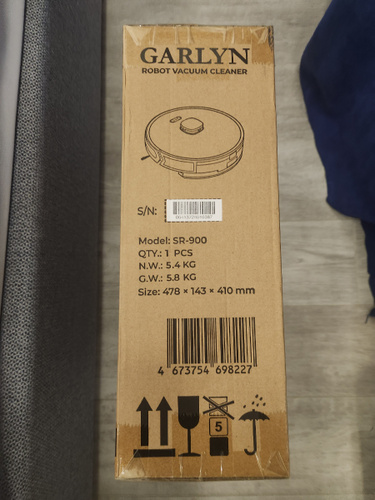 GARLYN
ROBOT VACUUM CLEANER
S/N:
Model: SR-900
QTY.: 1 PCS
N.W.: 5.4 KG
G.W.: 5.8 KG
Size: 478 × 143 × 410 mm
4 673754 698227
5